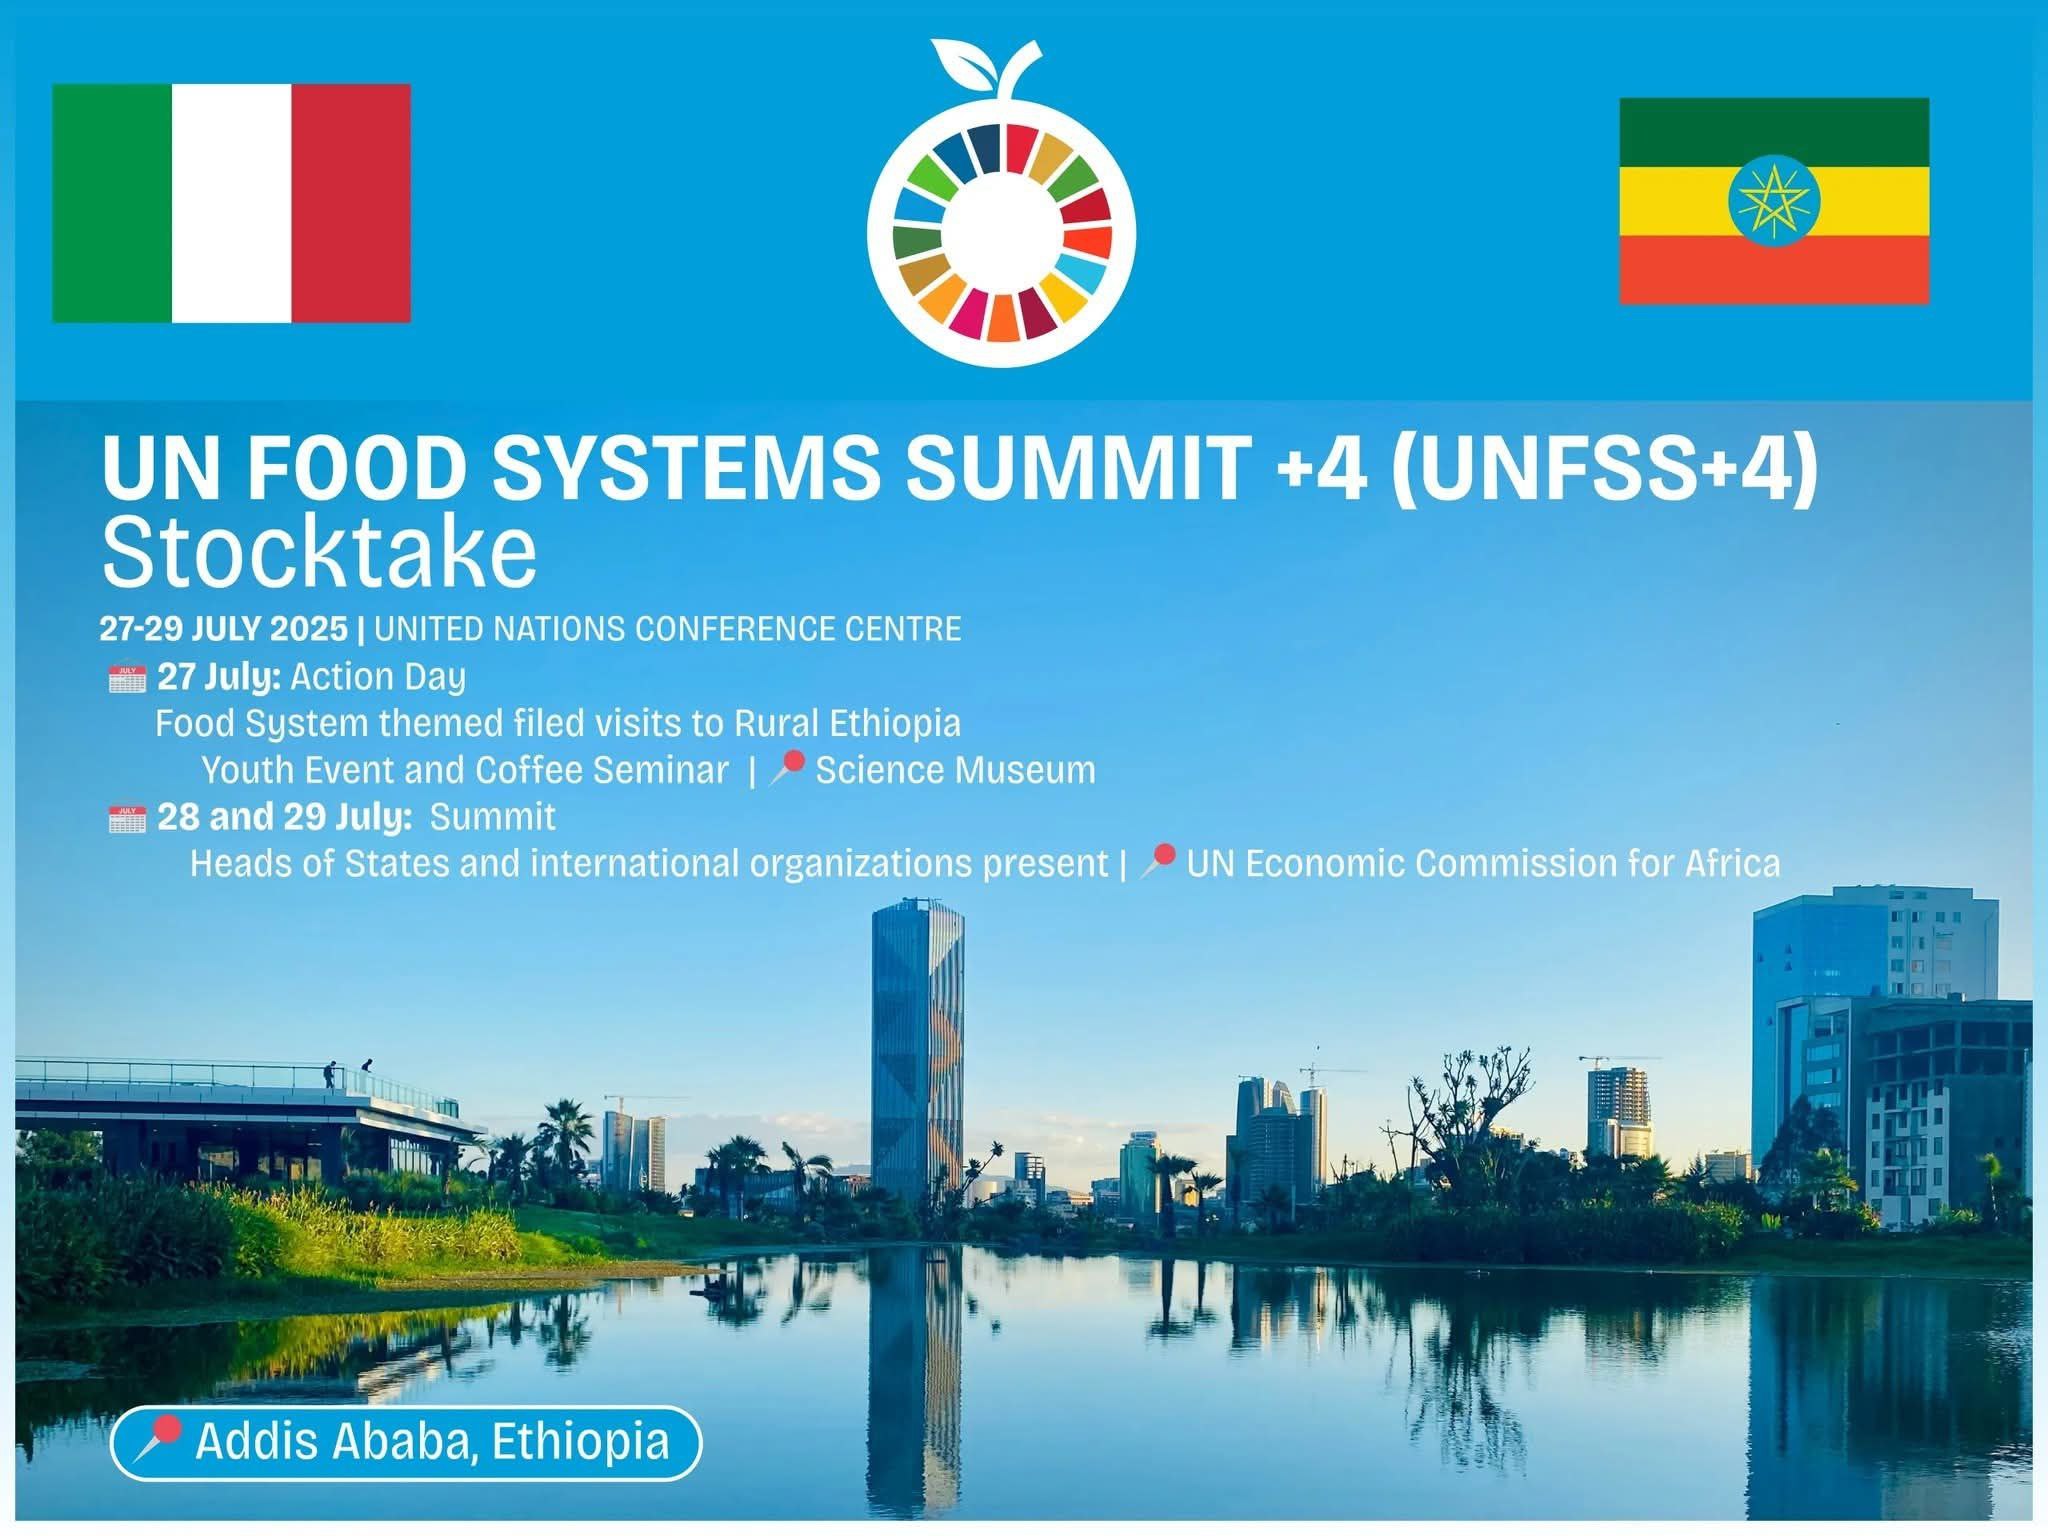 UN FOOD SYSTEMS SUMMIT +4 (UNFSS+4)
Stocktake
27-29 JULY 2025 | UNITED NATIONS CONFERENCE CENTRE
27 July: Action Day
Food System themed filed visits to Rural Ethiopia
Youth Event and Coffee Seminar | Science Museum
28 and 29 July: Summit
Heads of States and international organizations present | UN Economic Commission for Africa
Addis Ababa, Ethiopia